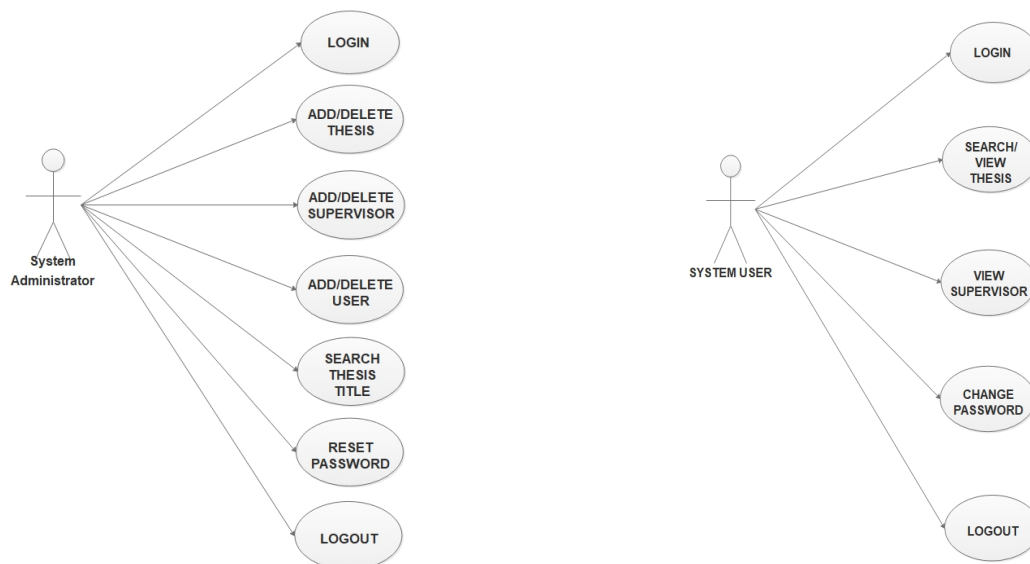 LOGIN
ADD/DELETE
THESIS
System
Administrator
ADD/DELETE
SUPERVISOR
ADD/DELETE
USER
SEARCH
THESIS
TITLE
RESET
PASSWORD
LOGOUT
LOGIN
SEARCH/
VIEW
THESIS
SYSTEM USER
VIEW
SUPERVISOR
CHANGE
PASSWORD
LOGOUT